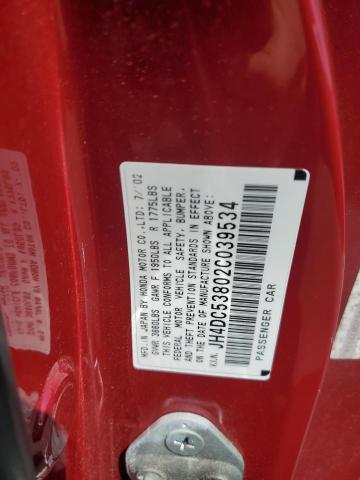 MFD. IN JAPAN BY HONDA MOTOR CO.,LTD. 7/'02
GVWR 3860LBS GAWR F 1950LBS R 1775LBS
THIS VEHICLE CONFORMS TO ALL APPLICABLE
FEDERAL MOTOR VEHICLE SAFETY, BUMPER,
AND THEFT PREVENTION STANDARDS IN EFFECT
ON THE DATE OF MANUFACTURE SHOWN ABOVE.
V.I.N.: JH4DC53802C039534
PASSENGER CAR